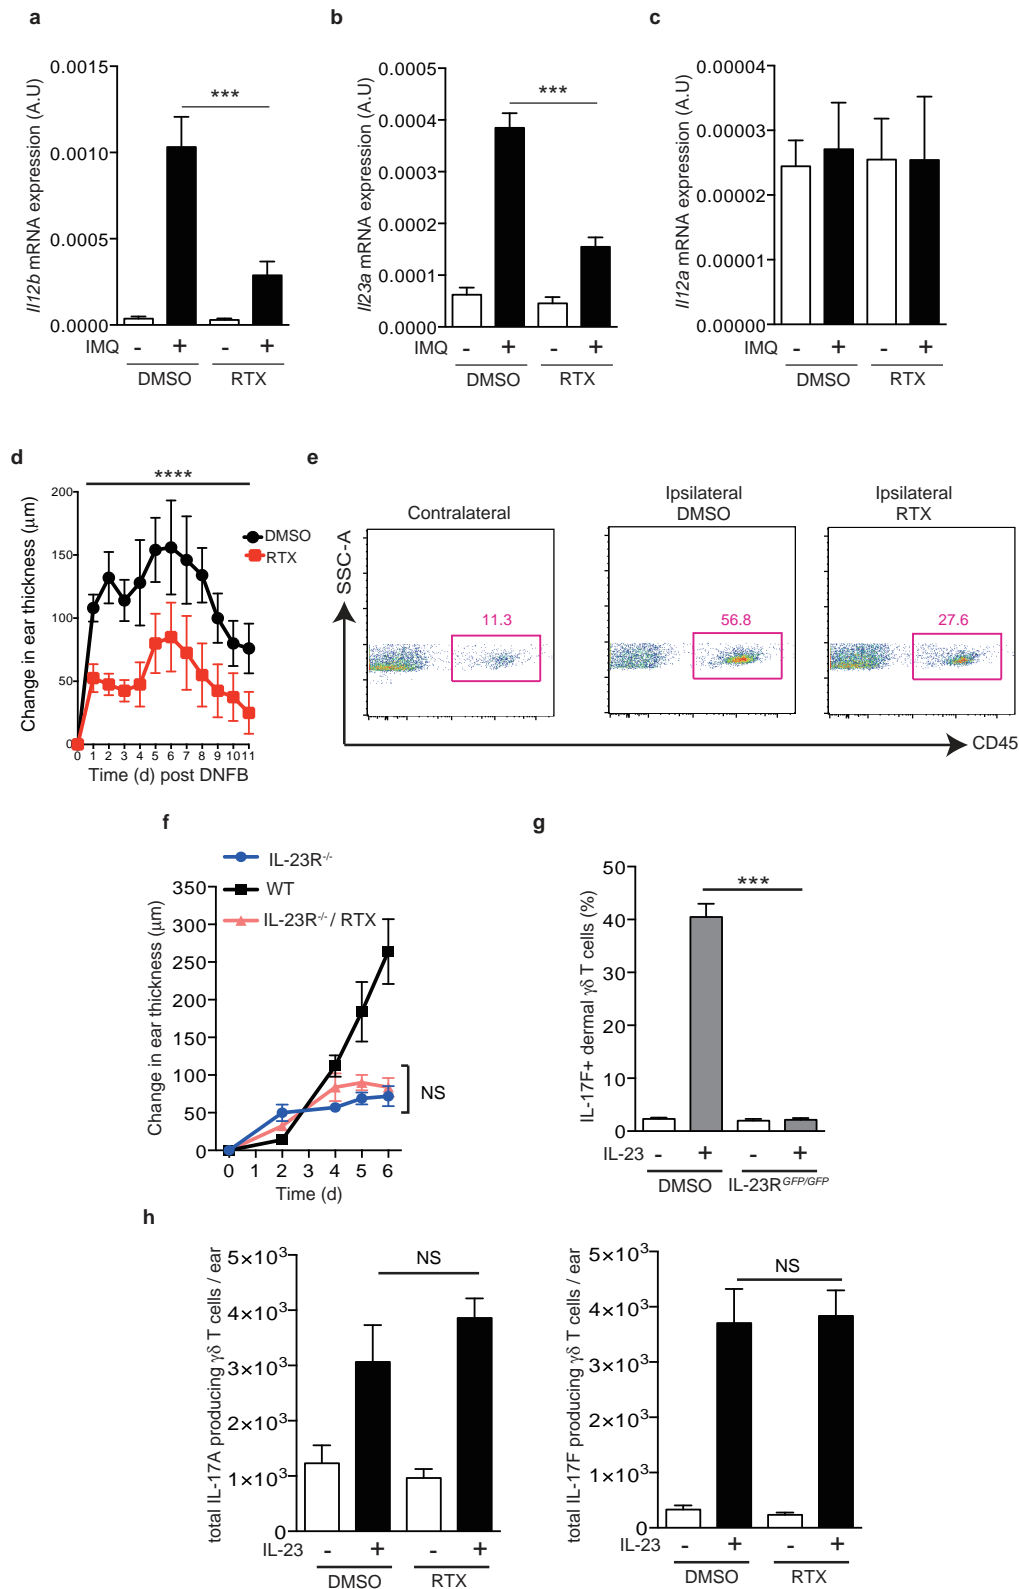 a
Il12b mRNA expression (A.U)
0.0015
0.0010
0.0005
0.0000
***
IMQ - + - +
DMSO RTX
b
Il23a mRNA expression (A.U)
0.0005
0.0004
0.0003
0.0002
0.0001
0.0000
***
IMQ - + - +
DMSO RTX
c
Il12a mRNA expression (A.U)
0.00004
0.00003
0.00002
0.00001
0.00000
IMQ - + - +
DMSO RTX
d
****
Change in ear thickness (μm)
200
150
100
50
0
DMSO
RTX
0 1 2 3 4 5 6 7 8 9 10 11
Time (d) post DNFB
e
SSC-A
Contralateral
11.3
Ipsilateral
DMSO
56.8
Ipsilateral
RTX
27.6
CD45
f
IL-23R-/-
WT
IL-23R-/- / RTX
Change in ear thickness (μm)
350
300
250
200
150
100
50
0
NS
0 1 2 3 4 5 6
Time (d)
g
IL-17F+ dermal γδ T cells (%)
50
40
30
20
10
0
***
IL-23 - + - +
DMSO IL-23RGFP/GFP
h
total IL-17A producing γδ T cells / ear
5×10³
4×10³
3×10³
2×10³
1×10³
0
NS
IL-23 - + - +
DMSO RTX
total IL-17F producing γδ T cells / ear
5×10³
4×10³
3×10³
2×10³
1×10³
0
NS
IL-23 - + - +
DMSO RTX